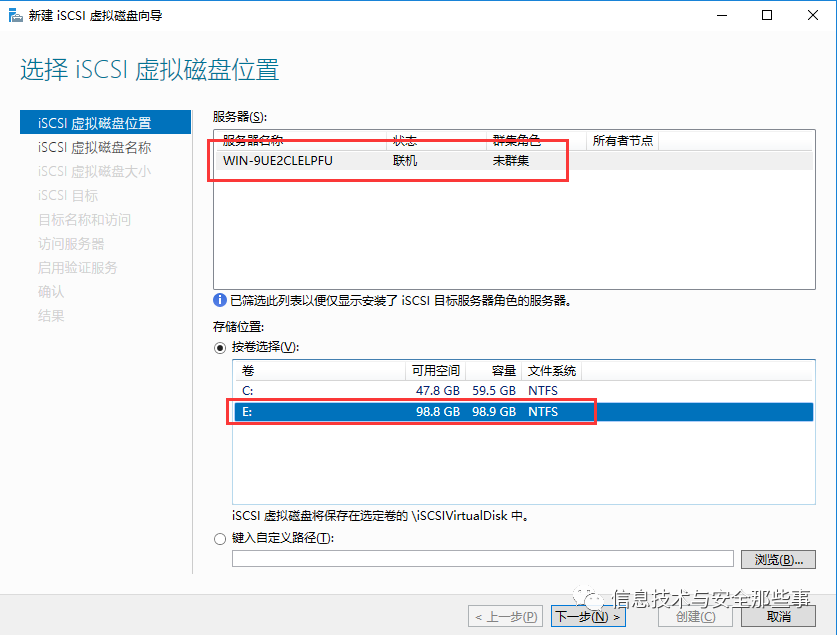 新建 iSCSI 虚拟磁盘向导
选择 iSCSI 虚拟磁盘位置
iSCSI 虚拟磁盘位置
iSCSI 虚拟磁盘名称
iSCSI 虚拟磁盘大小
iSCSI 目标
目标名称和访问
访问服务器
启用验证服务
确认
结果
服务器(S):
服务器名称 状态 群集角色 所有者节点
WIN-9UE2CLELPFU 联机 未群集
已筛选此列表以便仅显示安装了 iSCSI 目标服务器角色的服务器。
存储位置:
按卷选择(V):
卷 可用空间 容量 文件系统
C: 47.8 GB 59.5 GB NTFS
E: 98.8 GB 98.9 GB NTFS
iSCSI 虚拟磁盘将保存在选定卷的 \iSCSIVirtualDisk 中。
键入自定义路径(T):
浏览(B)...
信息技术与安全那些事
< 上一步(P) 下一步(N) > 创建(C) 取消